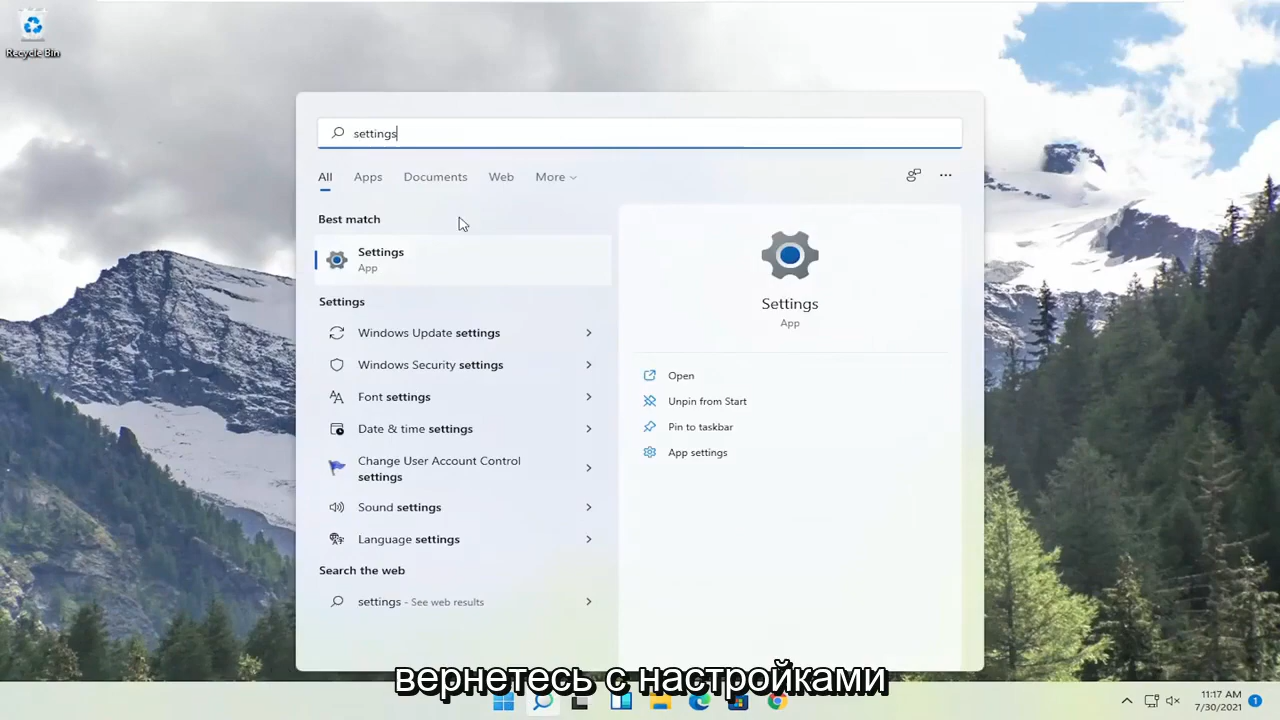 Recycle Bin
settings
All Apps Documents Web More
Best match
Settings
App
Settings
Windows Update settings
Windows Security settings
Font settings
Date & time settings
Change User Account Control
settings
Sound settings
Language settings
Search the web
settings - See web results
Settings
App
Open
Unpin from Start
Pin to taskbar
App settings
вернетесь с настройками
11:17 AM
7/30/2021
1